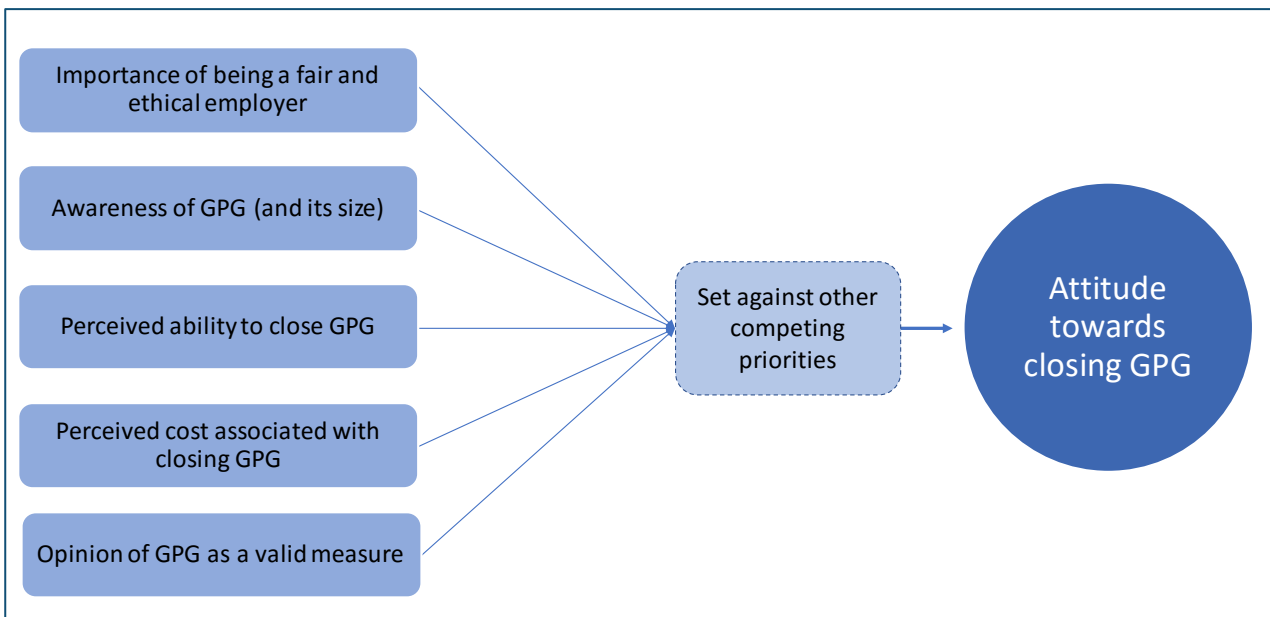 Importance of being a fair and
ethical employer
Awareness of GPG (and its size)
Perceived ability to close GPG
Perceived cost associated with
closing GPG
Opinion of GPG as a valid measure
Set against other
competing
priorities
Attitude
towards
closing GPG